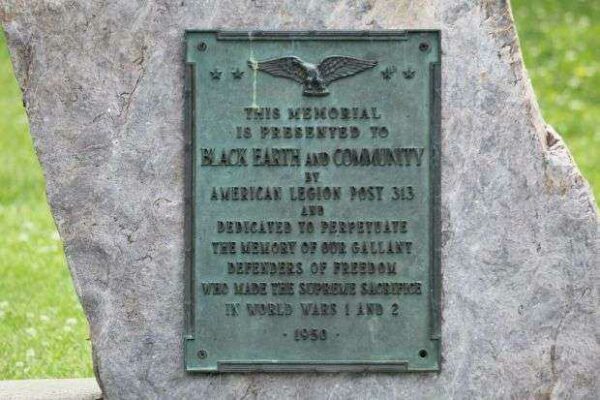 THIS MEMORIAL
IS PRESENTED TO
BLACK EARTH AND COMMUNITY
BY
AMERICAN LEGION POST 313
AND
DEDICATED TO PERPETUATE
THE MEMORY OF OUR GALLANT
DEFENDERS OF FREEDOM
WHO MADE THE SUPREME SACRIFICE
IN WORLD WARS 1 AND 2
· 1950 ·